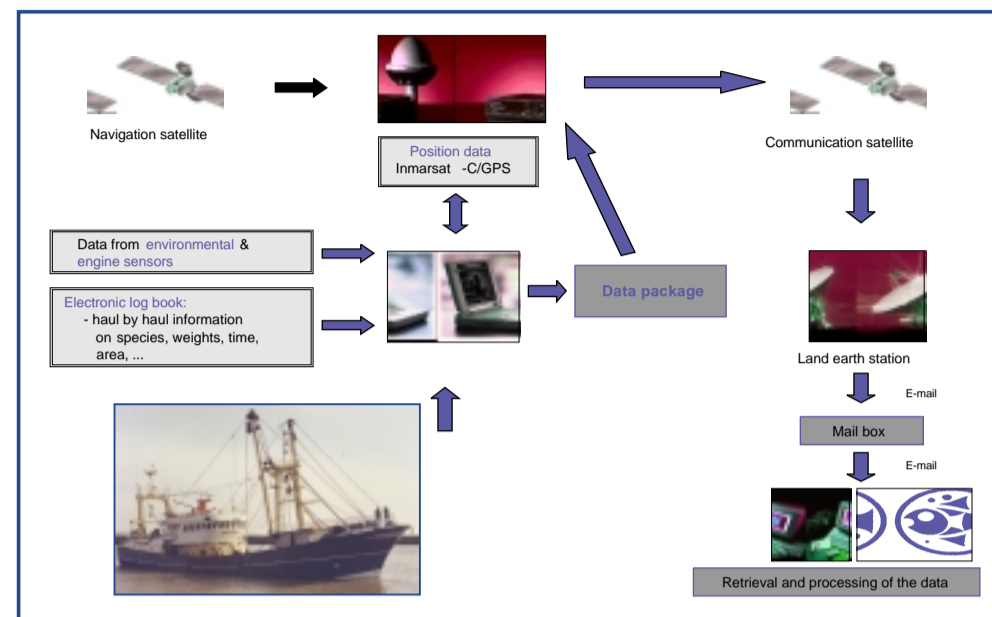 Navigation satellite
Position data
Inmarsat -C/GPS
Communication satellite
Data from environmental &
engine sensors
Electronic log book:
- haul by haul information
on species, weights, time,
area, ...
Data package
Land earth station
E-mail
Mail box
E-mail
Retrieval and processing of the data